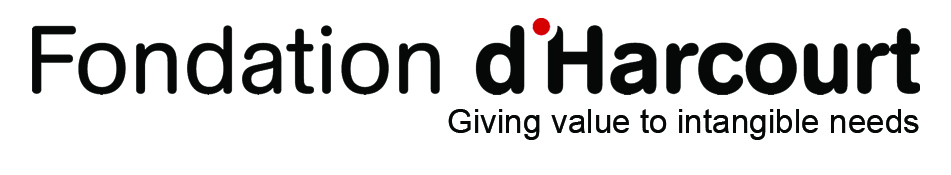 Fondation d'Harcourt
Giving value to intangible needs